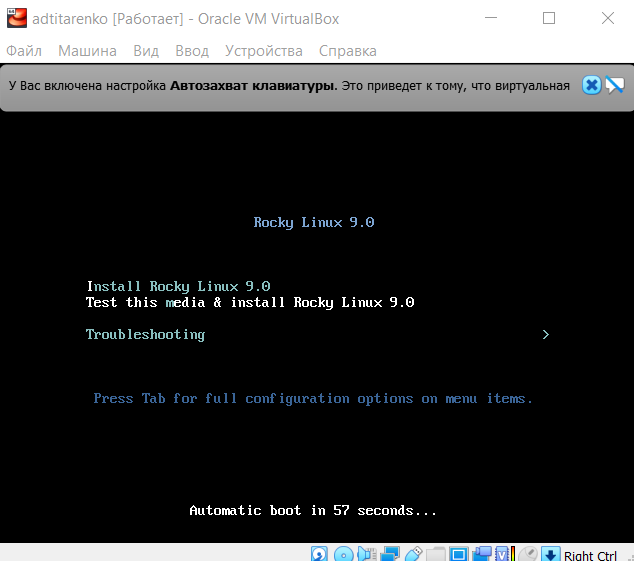 adtitarenko [Работает] - Oracle VM VirtualBox
Файл Машина Вид Ввод Устройства Справка
У Вас включена настройка Автозахват клавиатуры. Это приведет к тому, что виртуальная
Rocky Linux 9.0
Install Rocky Linux 9.0
Test this media & install Rocky Linux 9.0
Troubleshooting >
Press Tab for full configuration options on menu items.
Automatic boot in 57 seconds...
Right Ctrl